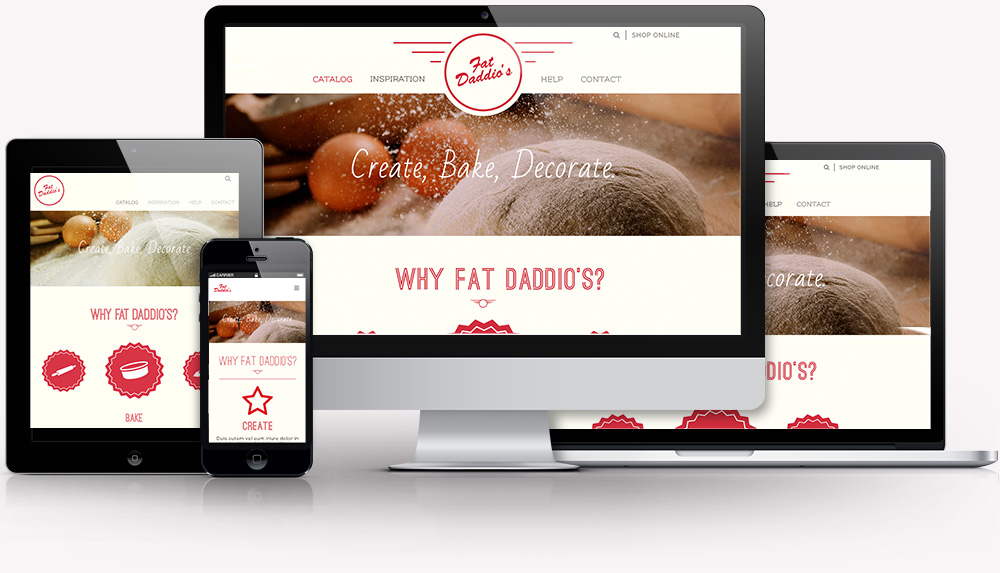 SHOP ONLINE
Fat
Daddio's
CATALOG INSPIRATION HELP CONTACT
Create, Bake, Decorate.
WHY FAT DADDIO'S?
Fat
Daddio's
CATALOG INSPIRATION HELP CONTACT
Create, Bake, Decorate
WHY FAT DADDIO'S?
BAKE
CARRIER
Fat
Daddio's
Create, Bake, Decorate
WHY FAT DADDIO'S?
CREATE
Duis autem vel eum iriure dolor in
SHOP ONLINE
HELP CONTACT
corate.
DIO'S?